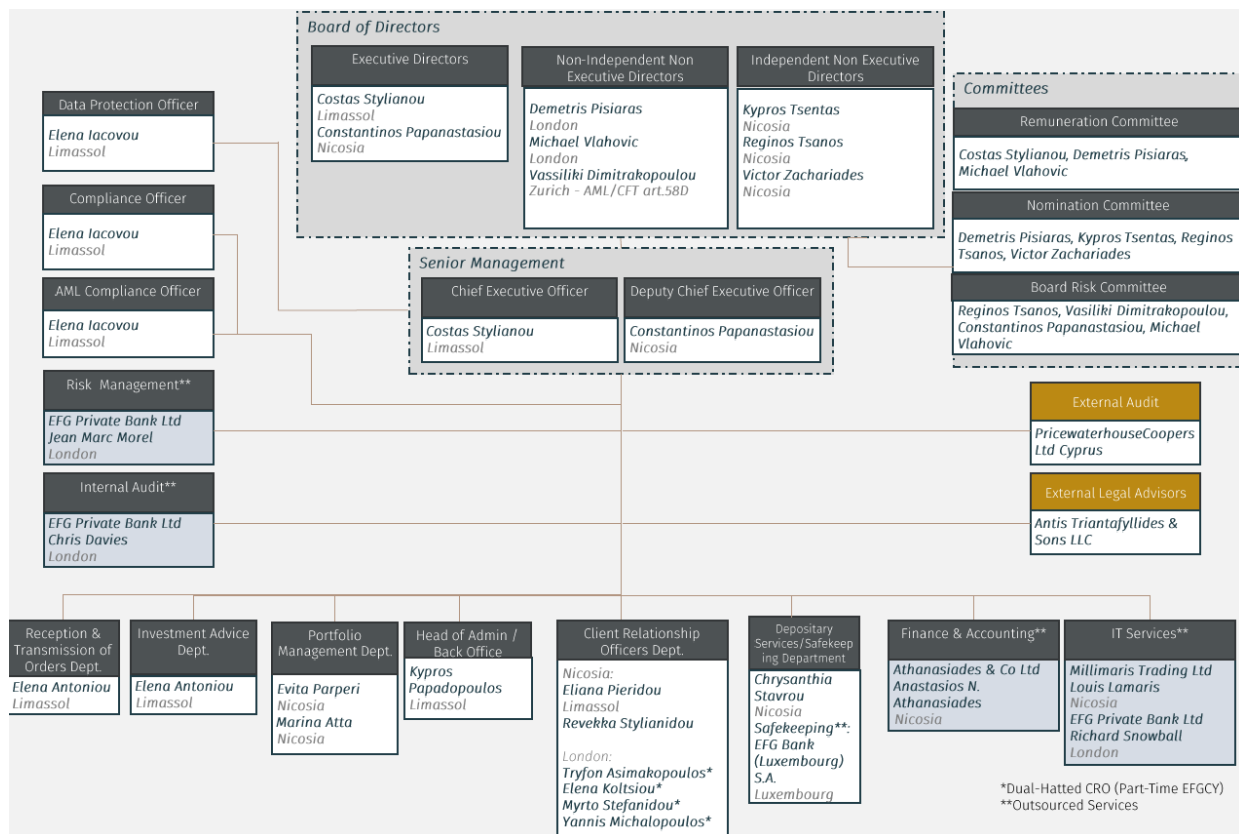 Board of Directors
Executive Directors
Costas Stylianou
Limassol
Constantinos Papanastasiou
Nicosia
Non-Independent Non
Executive Directors
Demetris Pisiaras
London
Michael Vlahovic
London
Vassiliki Dimitrakopoulou
Zurich - AML/CFT art.58D
Independent Non Executive
Directors
Kypros Tsentas
Nicosia
Reginos Tsanos
Nicosia
Victor Zachariades
Nicosia
Committees
Remuneration Committee
Costas Stylianou, Demetris Pisiaras,
Michael Vlahovic
Nomination Committee
Demetris Pisiaras, Kypros Tsentas, Reginos
Tsanos, Victor Zachariades
Board Risk Committee
Reginos Tsanos, Vasiliki Dimitrakopoulou,
Constantinos Papanastasiou, Michael
Vlahovic
Data Protection Officer
Elena Iacovou
Limassol
Compliance Officer
Elena Iacovou
Limassol
AML Compliance Officer
Elena Iacovou
Limassol
Senior Management
Chief Executive Officer
Costas Stylianou
Limassol
Deputy Chief Executive Officer
Constantinos Papanastasiou
Nicosia
Risk Management**
EFG Private Bank Ltd
Jean Marc Morel
London
Internal Audit**
EFG Private Bank Ltd
Chris Davies
London
External Audit
PricewaterhouseCoopers
Ltd Cyprus
External Legal Advisors
Antis Triantafyllides &
Sons LLC
Reception &
Transmission of
Orders Dept.
Elena Antoniou
Limassol
Investment Advice
Dept.
Elena Antoniou
Limassol
Portfolio
Management Dept.
Evita Parperi
Nicosia
Marina Atta
Nicosia
Head of Admin /
Back Office
Kypros
Papadopoulos
Limassol
Client Relationship
Officers Dept.
Nicosia:
Eliana Pieridou
Limassol
Revekka Stylianidou
London:
Tryfon Asimakopoulos*
Elena Koltsiou*
Myrto Stefanidou*
Yannis Michalopoulos*
Depositary
Services/Safekeep
ing Department
Chrysanthia
Stavrou
Nicosia
Safekeeping**:
EFG Bank
(Luxembourg)
S.A.
Luxembourg
Finance & Accounting**
Athanasiades & Co Ltd
Anastasios N.
Athanasiades
Nicosia
IT Services**
Millimaris Trading Ltd
Louis Lamaris
Nicosia
EFG Private Bank Ltd
Richard Snowball
London
*Dual-Hatted CRO (Part-Time EFGCY)
**Outsourced Services